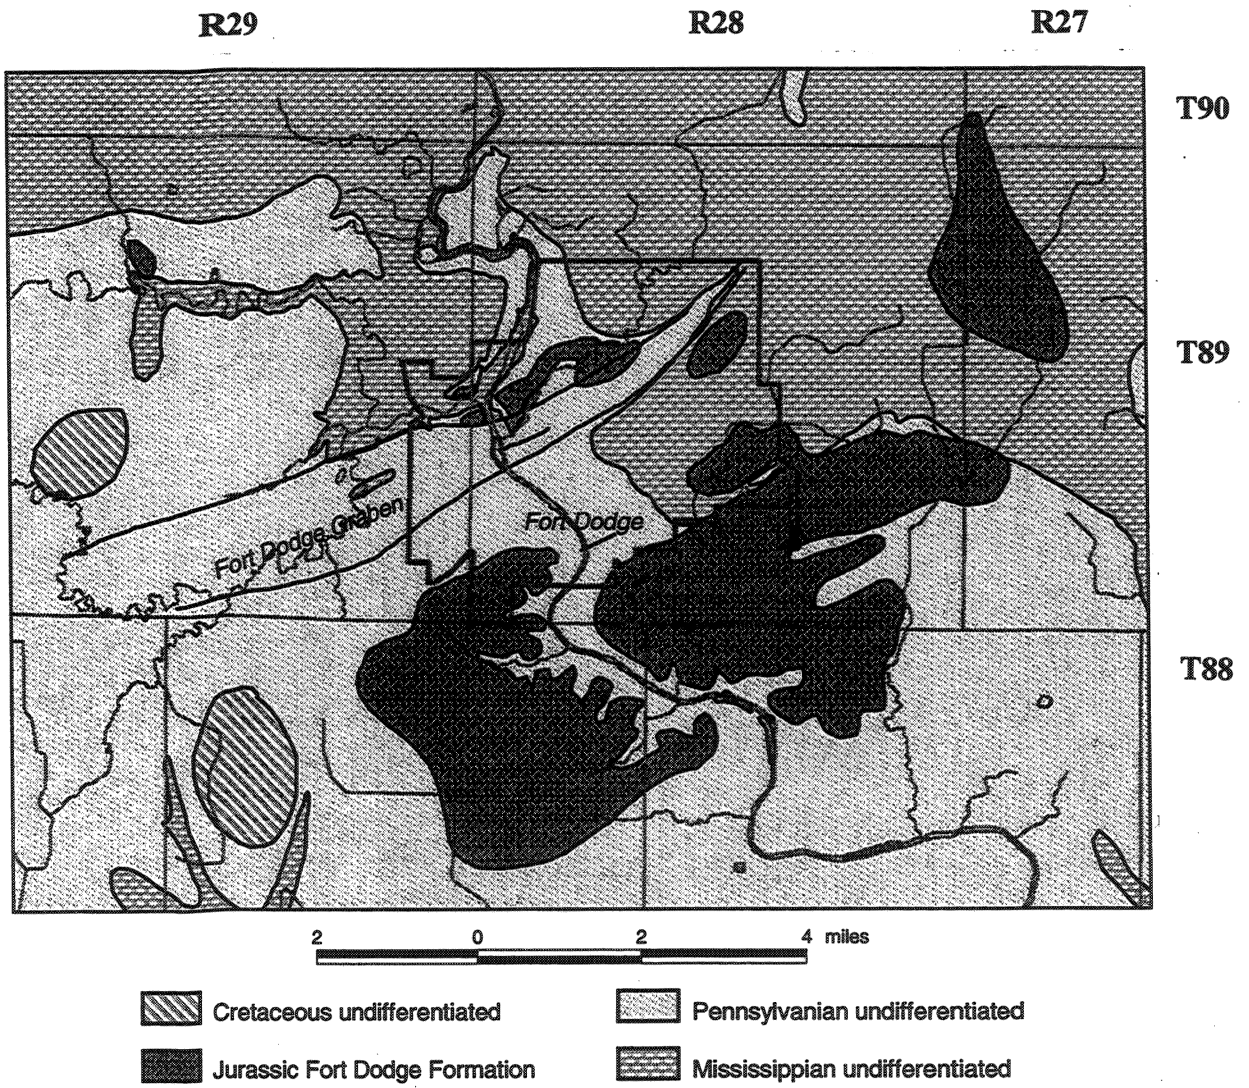 R29 R28 R27
T90
T89
Fort Dodge Graben
Fort Dodge
T88
2 0 2 4 miles
Cretaceous undifferentiated
Pennsylvanian undifferentiated
Jurassic Fort Dodge Formation
Mississippian undifferentiated